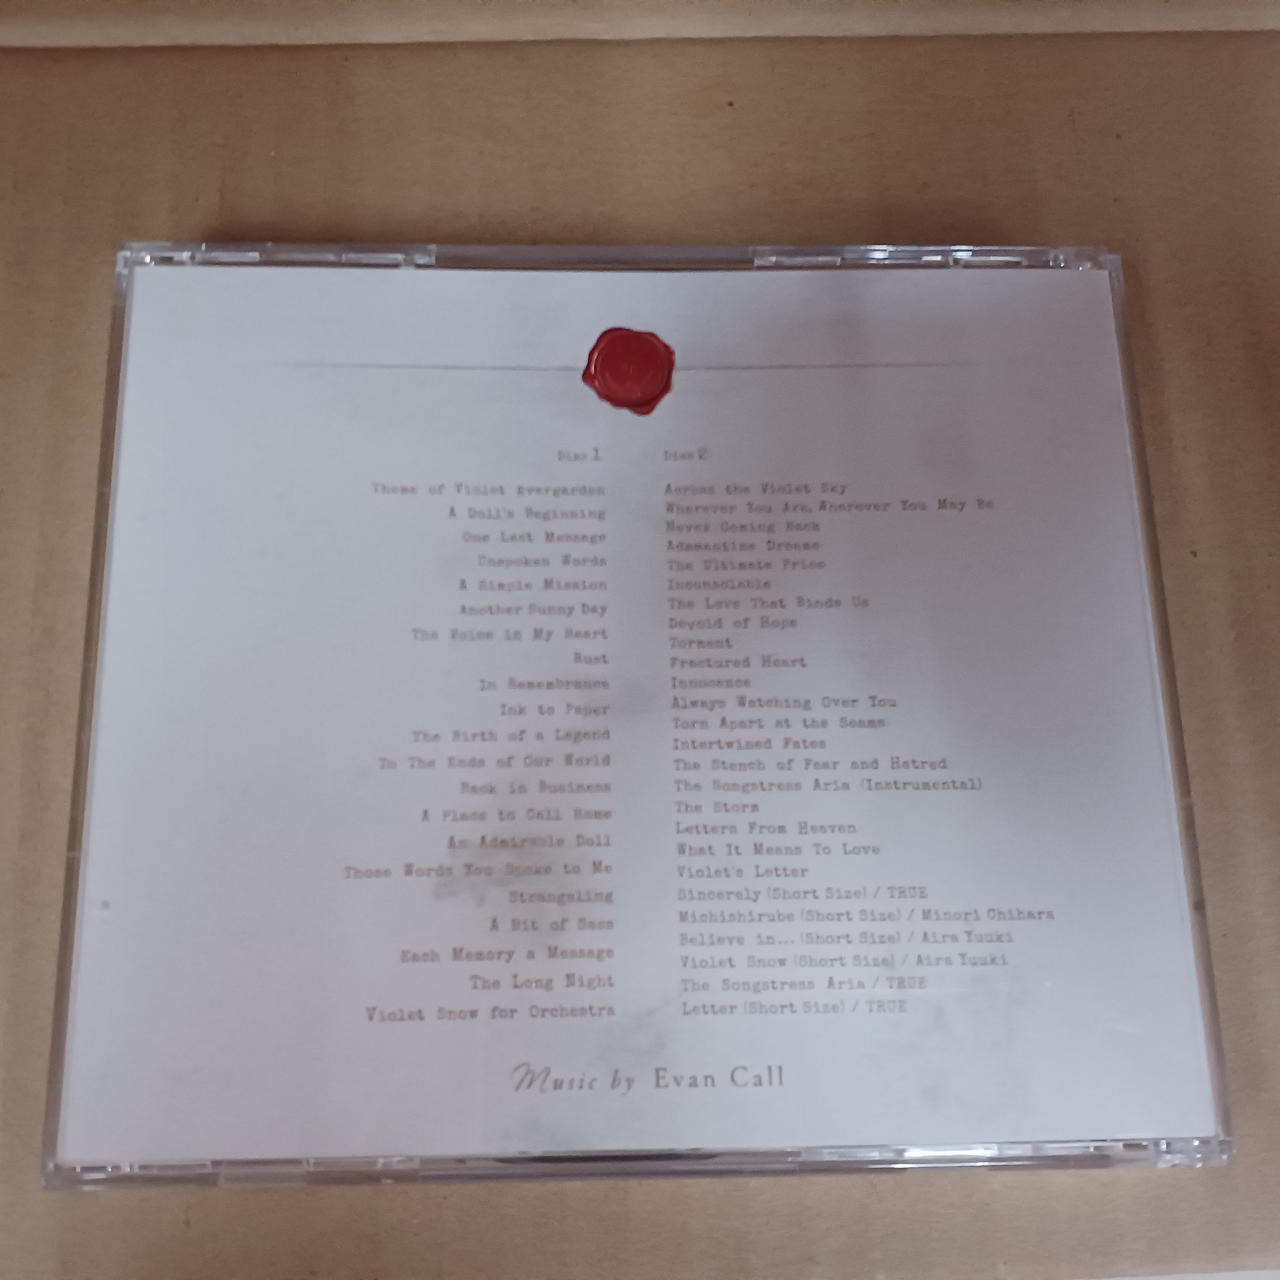 Disc 1
Theme of Violet Evergarden
A Doll's Beginning
One Last Message
Unspoken Words
A Simple Mission
Another Sunny Day
The Voice in My Heart
Rust
In Remembrance
Ink to Paper
The Birth of a Legend
To The Ends of Our World
Back in Business
A Place to Call Home
An Admirable Doll
Those Words You Spoke to Me
Strangeling
A Bit of Sass
Each Memory a Message
The Long Night
Violet Snow for Orchestra
Disc 2
Across the Violet Sky
Wherever You Are, Wherever You May Be
Never Coming Back
Adamantine Dreams
The Ultimate Price
Inconsolable
The Love That Binds Us
Devoid of Hope
Torment
Fractured Heart
Innocence
Always Watching Over You
Torn Apart at the Seams
Intertwined Fates
The Stench of Fear and Hatred
The Songstress Aria (Instrumental)
The Storm
Letters From Heaven
What It Means To Love
Violet's Letter
Sincerely (Short Size) / TRUE
Michishirube (Short Size) / Minori Chihara
Believe in... (Short Size) / Aira Yuuki
Violet Snow (Short Size) / Aira Yuuki
The Songstress Aria / TRUE
Letter (Short Size) / TRUE
Music by Evan Call